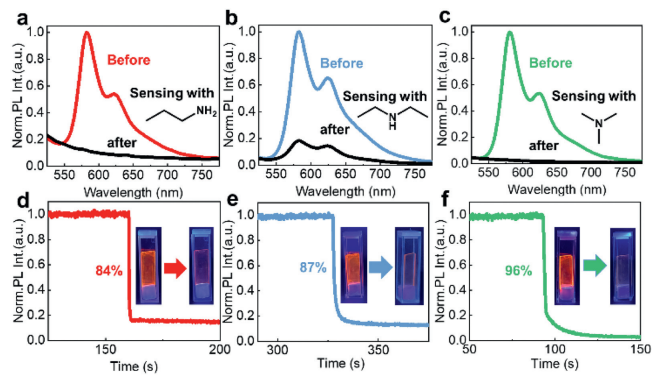 a
Norm.PL Int.(a.u.)
1.0
0.8
0.6
0.4
0.2
0.0
Before
Sensing with
NH2
after
550 600 650 700 750
Wavelength (nm)
b
Norm.PL Int.(a.u.)
1.0
0.8
0.6
0.4
0.2
0.0
Before
Sensing with
N
H
after
550 600 650 700 750
Wavelength (nm)
c
Norm.PL Int.(a.u.)
1.0
0.8
0.6
0.4
0.2
0.0
Before
Sensing with
N
after
550 600 650 700 750
Wavelength (nm)
d
Norm.PL Int.(a.u.)
1.0
0.8
0.6
0.4
0.2
0.0
84%
150 175 200
Time (s)
e
Norm.PL Int.(a.u.)
1.0
0.8
0.6
0.4
0.2
0.0
87%
300 350
Time (s)
f
Norm.PL Int.(a.u.)
1.0
0.8
0.6
0.4
0.2
0.0
96%
50 100 150
Time (s)